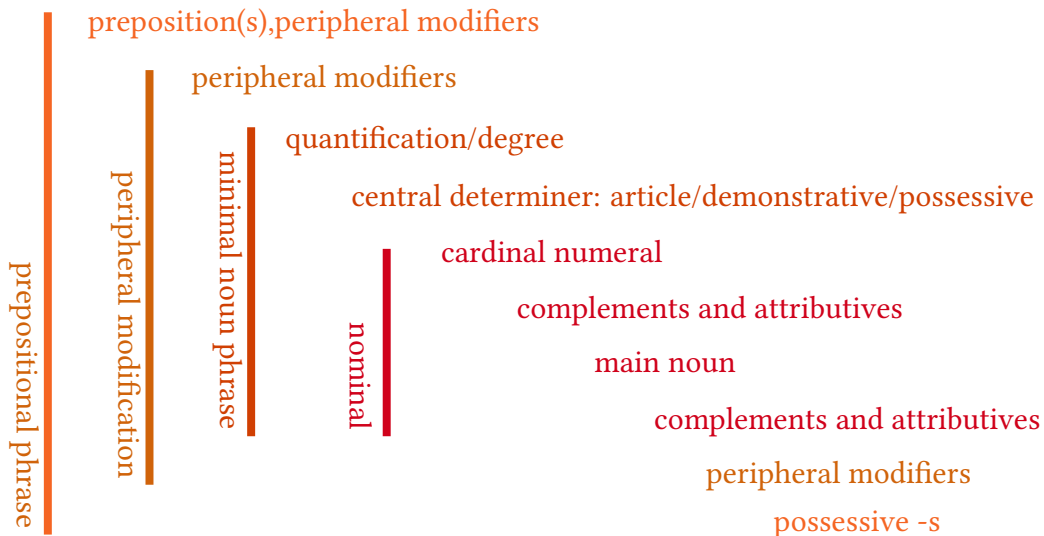 preposition(s),peripheral modifiers
peripheral modifiers
quantification/degree
central determiner: article/demonstrative/possessive
cardinal numeral
complements and attributives
main noun
complements and attributives
peripheral modifiers
possessive -s
prepositional phrase
peripheral modification
minimal noun phrase
nominal